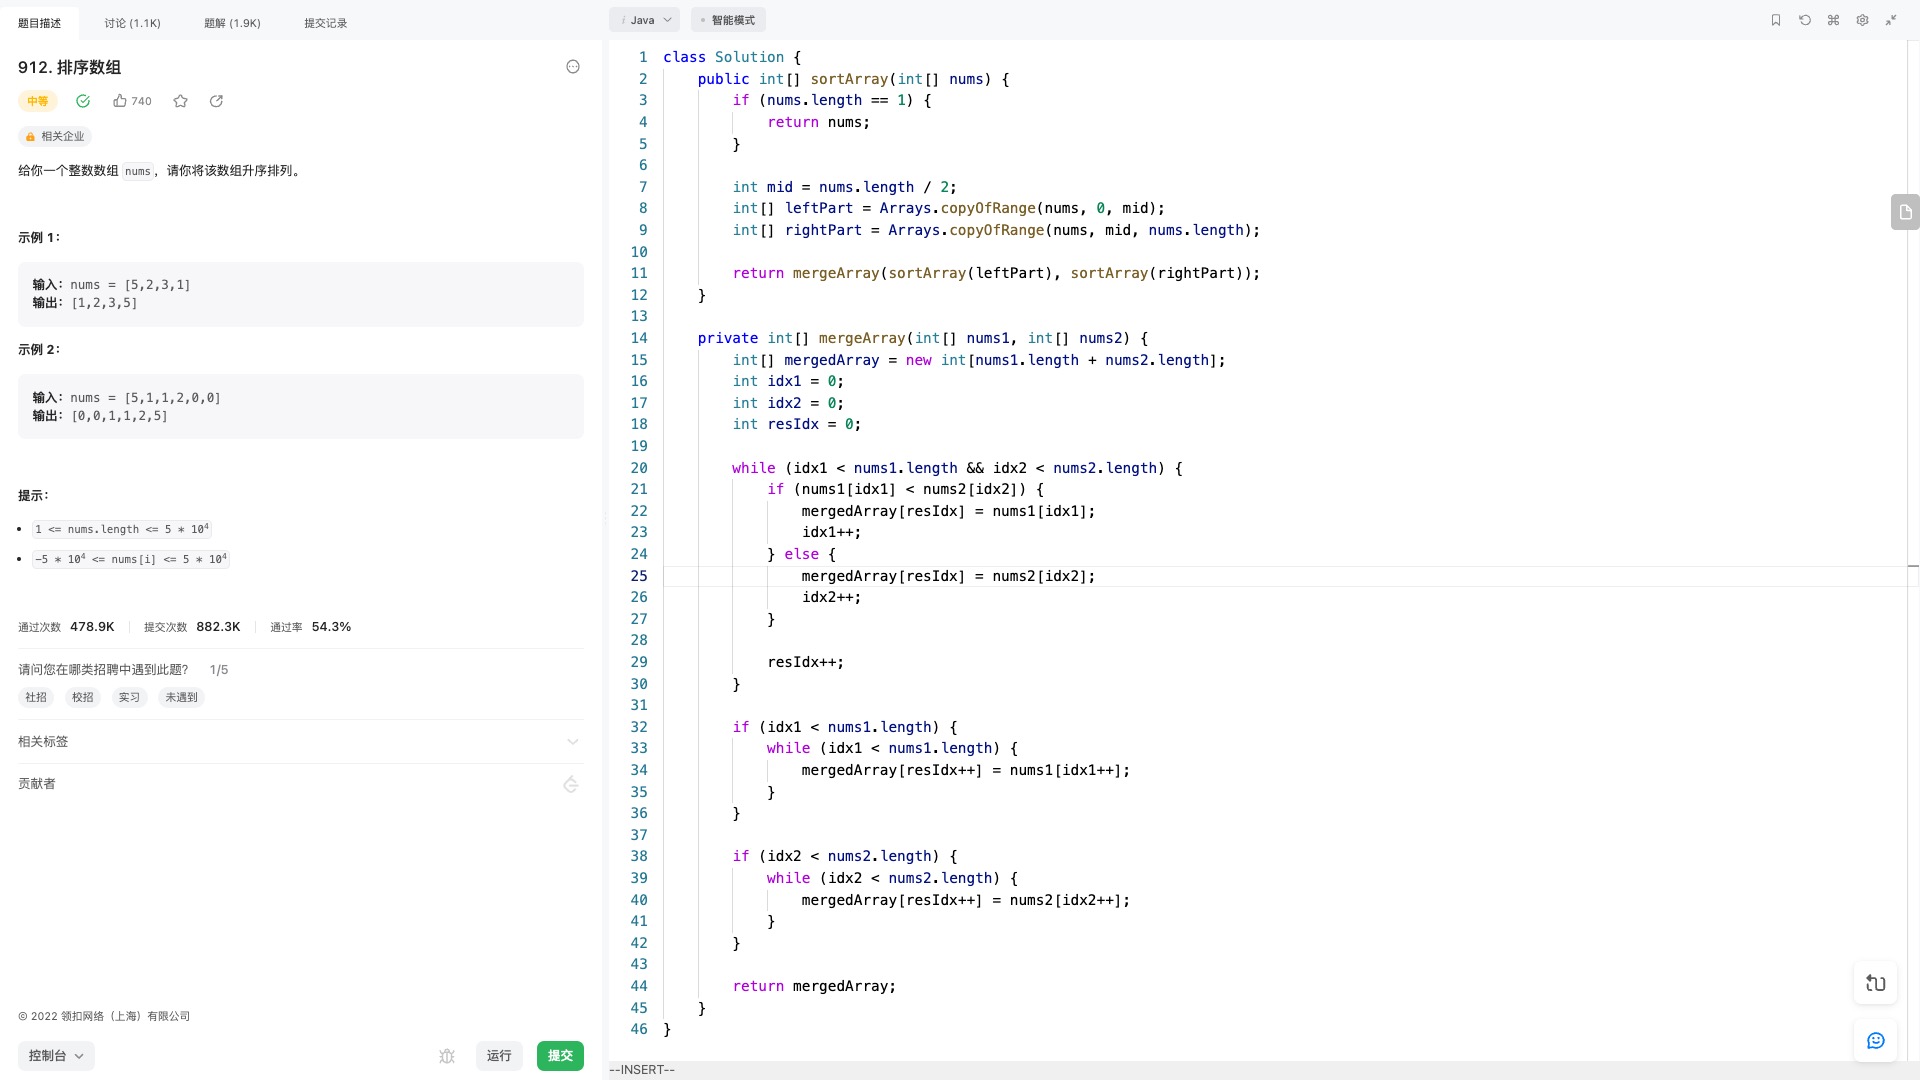 题目描述
讨论 (1.1K)
题解 (1.9K)
提交记录
912. 排序数组
中等
740
相关企业
给你一个整数数组 nums，请你将该数组升序排列。
示例 1：
输入：nums = [5,2,3,1]
输出：[1,2,3,5]
示例 2：
输入：nums = [5,1,1,2,0,0]
输出：[0,0,1,1,2,5]
提示：
1 <= nums.length <= 5 * 10⁴
-5 * 10⁴ <= nums[i] <= 5 * 10⁴
通过次数 478.9K 提交次数 882.3K 通过率 54.3%
请问您在哪类招聘中遇到此题? 1/5
社招 校招 实习 未遇到
相关标签
贡献者
© 2022 领扣网络（上海）有限公司
控制台 运行 提交
i Java 智能模式
1 class Solution {
2     public int[] sortArray(int[] nums) {
3         if (nums.length == 1) {
4             return nums;
5         }
6
7         int mid = nums.length / 2;
8         int[] leftPart = Arrays.copyOfRange(nums, 0, mid);
9         int[] rightPart = Arrays.copyOfRange(nums, mid, nums.length);
10
11         return mergeArray(sortArray(leftPart), sortArray(rightPart));
12     }
13
14     private int[] mergeArray(int[] nums1, int[] nums2) {
15         int[] mergedArray = new int[nums1.length + nums2.length];
16         int idx1 = 0;
17         int idx2 = 0;
18         int resIdx = 0;
19
20         while (idx1 < nums1.length && idx2 < nums2.length) {
21             if (nums1[idx1] < nums2[idx2]) {
22                 mergedArray[resIdx] = nums1[idx1];
23                 idx1++;
24             } else {
25                 mergedArray[resIdx] = nums2[idx2];
26                 idx2++;
27             }
28
29             resIdx++;
30         }
31
32         if (idx1 < nums1.length) {
33             while (idx1 < nums1.length) {
34                 mergedArray[resIdx++] = nums1[idx1++];
35             }
36         }
37
38         if (idx2 < nums2.length) {
39             while (idx2 < nums2.length) {
40                 mergedArray[resIdx++] = nums2[idx2++];
41             }
42         }
43
44         return mergedArray;
45     }
46 }
--INSERT--